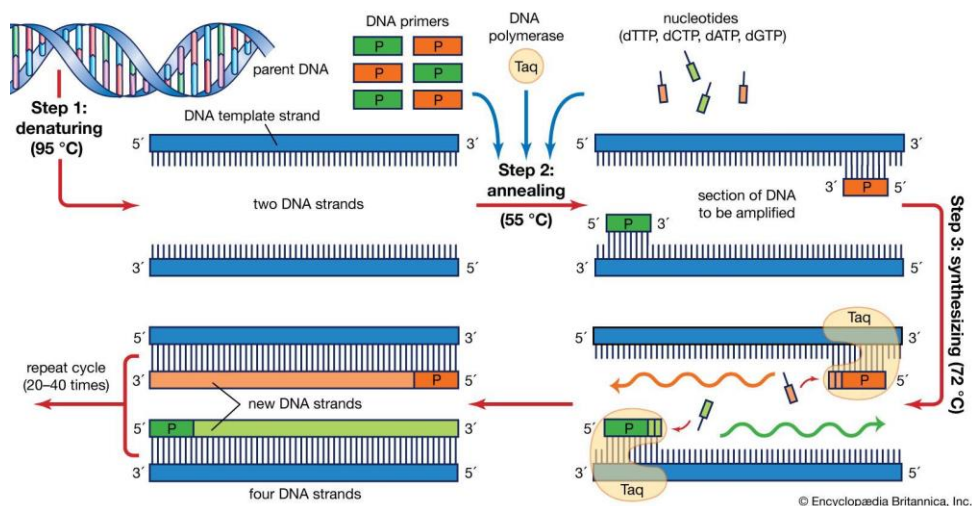 DNA primers
P P
P P
P P
DNA
polymerase
Taq
nucleotides
(dTTP, dCTP, dATP, dGTP)
parent DNA
Step 1:
denaturing
(95 °C)
DNA template strand
5′ 3′
two DNA strands
3′ 5′
Step 2:
annealing
(55 °C)
5′ 3′
3′ P 5′
section of DNA
to be amplified
5′ P 3′
3′ 5′
Step 3: synthesizing (72 °C)
5′ Taq 3′
P 5′
5′ P
3′ Taq 5′
5′ 3′
3′ P 5′
new DNA strands
5′ P 3′
3′ 5′
four DNA strands
repeat cycle
(20–40 times)
© Encyclopædia Britannica, Inc.